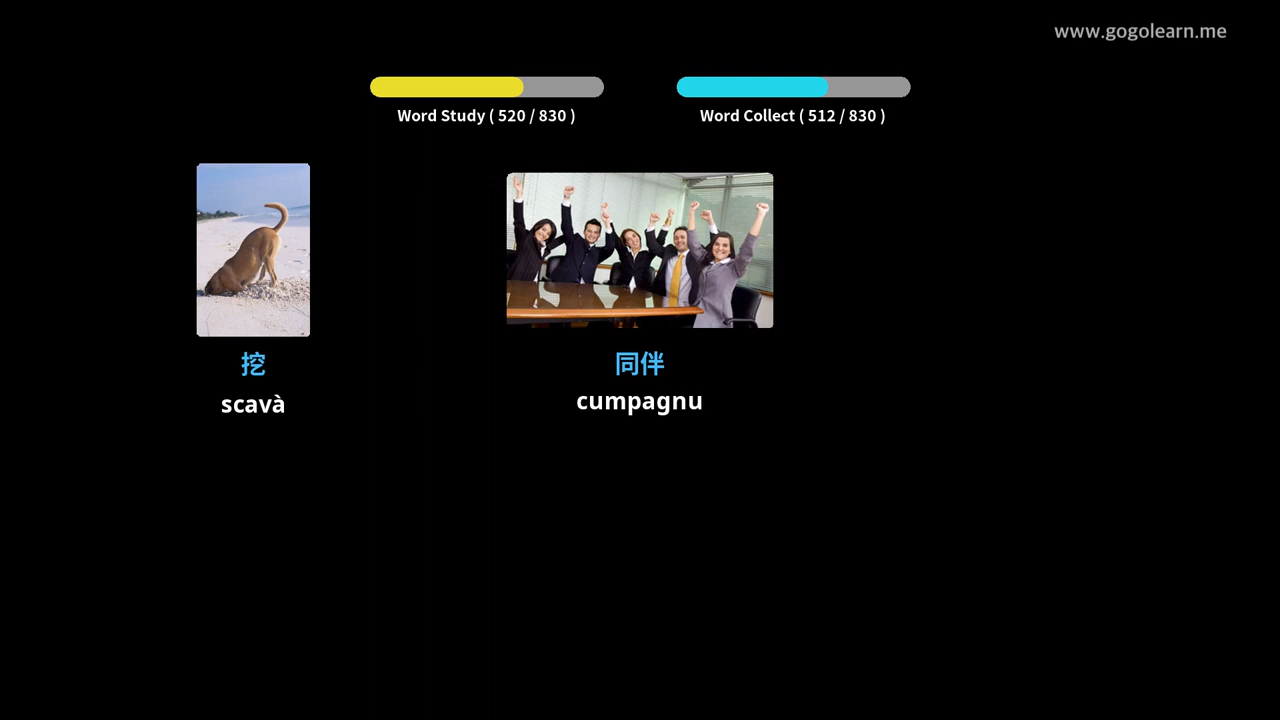 www.gogolearn.me
Word Study ( 520 / 830 )
Word Collect ( 512 / 830 )
挖
scavà
同伴
cumpagnu